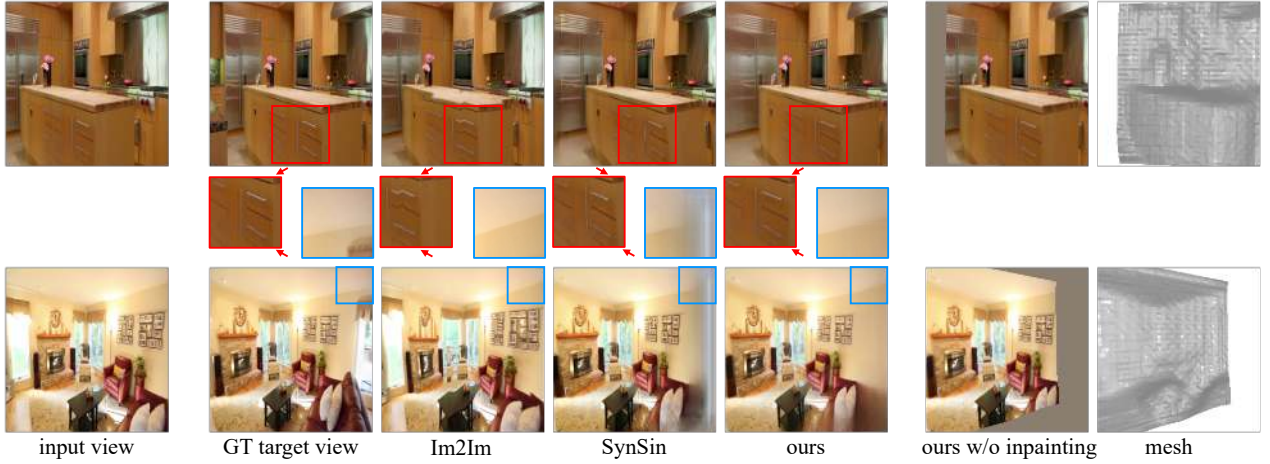 input view
GT target view
Im2Im
SynSin
ours
ours w/o inpainting
mesh